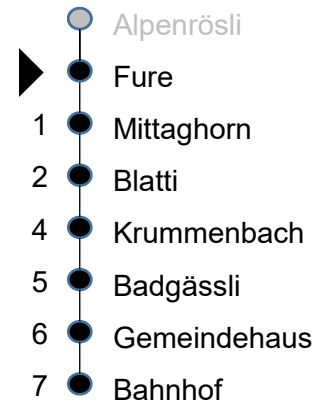 Alpenrösli
Fure
1 Mittaghorn
2 Blatti
4 Krummenbach
5 Badgässli
6 Gemeindehaus
7 Bahnhof